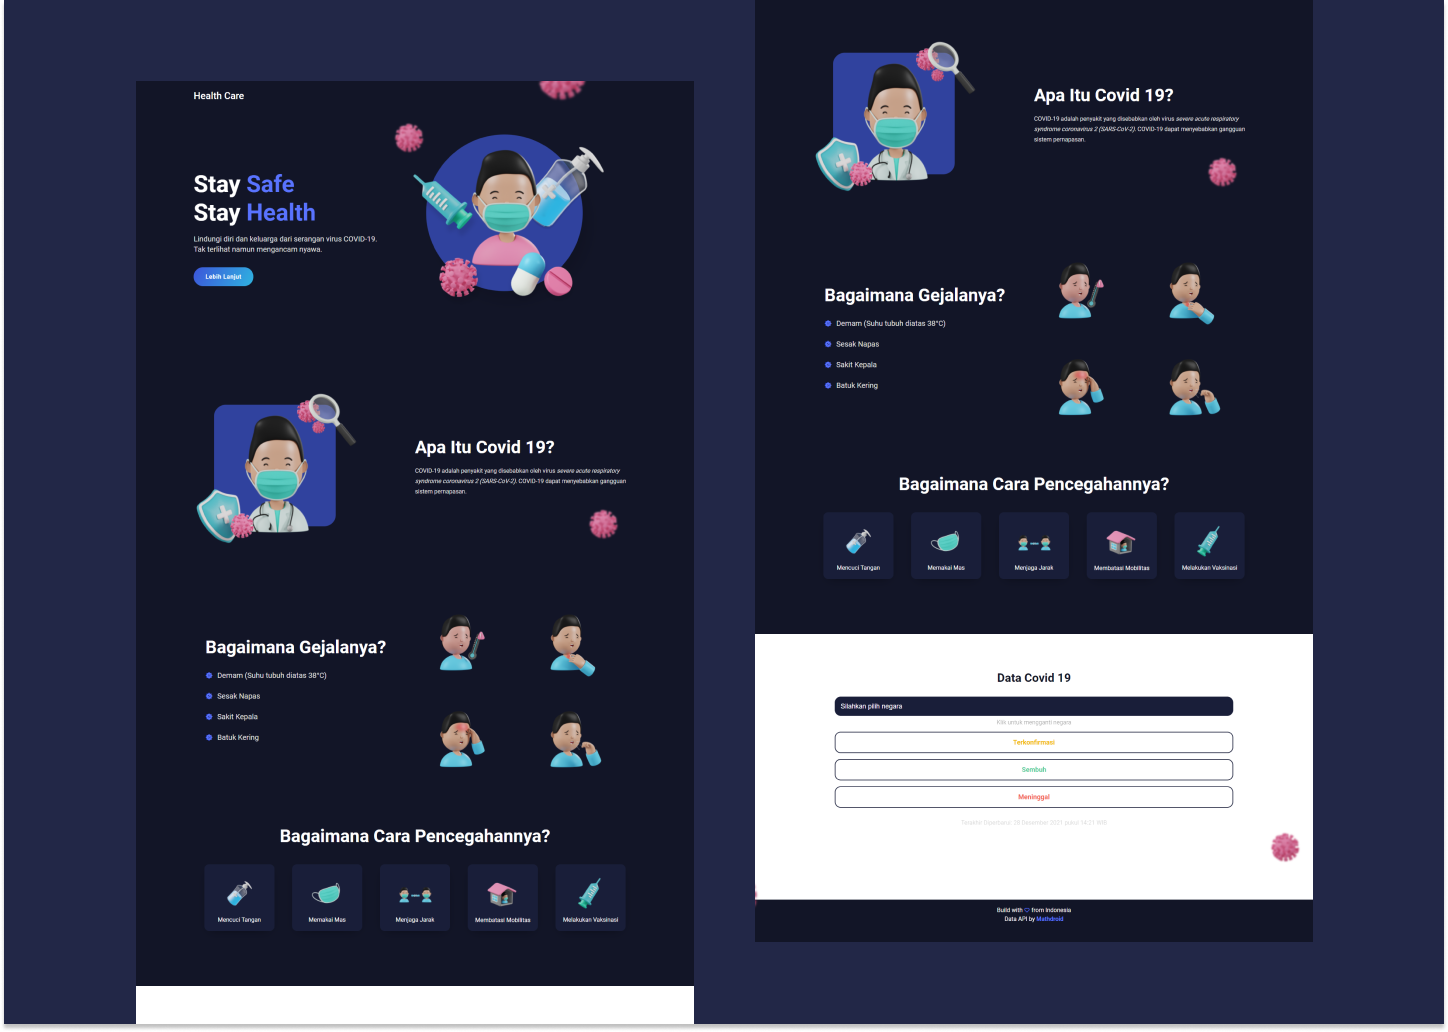 Health Care
Stay Safe
Stay Health
Lindungi diri dan keluarga dari serangan virus COVID-19.
Tak terlihat namun mengancam nyawa.
Lebih Lanjut
Apa Itu Covid 19?
COVID-19 adalah penyakit yang disebabkan oleh virus severe acute respiratory
syndrome coronavirus 2 (SARS-CoV-2). COVID-19 dapat menyebabkan gangguan
sistem pernapasan.
Bagaimana Gejalanya?
Demam (Suhu tubuh diatas 38°C)
Sesak Napas
Sakit Kepala
Batuk Kering
Bagaimana Cara Pencegahannya?
Mencuci Tangan
Memakai Mas
Menjaga Jarak
Membatasi Mobilitas
Melakukan Vaksinasi
Apa Itu Covid 19?
COVID-19 adalah penyakit yang disebabkan oleh virus severe acute respiratory
syndrome coronavirus 2 (SARS-CoV-2). COVID-19 dapat menyebabkan gangguan
sistem pernapasan.
Bagaimana Gejalanya?
Demam (Suhu tubuh diatas 38°C)
Sesak Napas
Sakit Kepala
Batuk Kering
Bagaimana Cara Pencegahannya?
Mencuci Tangan
Memakai Mas
Menjaga Jarak
Membatasi Mobilitas
Melakukan Vaksinasi
Data Covid 19
Silahkan pilih negara
Klik untuk mengganti negara
Terkonfirmasi
Sembuh
Meninggal
Terakhir Diperbarui: 28 Desember 2021 pukul 14.21 WIB
Build with ♡ from Indonesia
Data API by Mathdroid